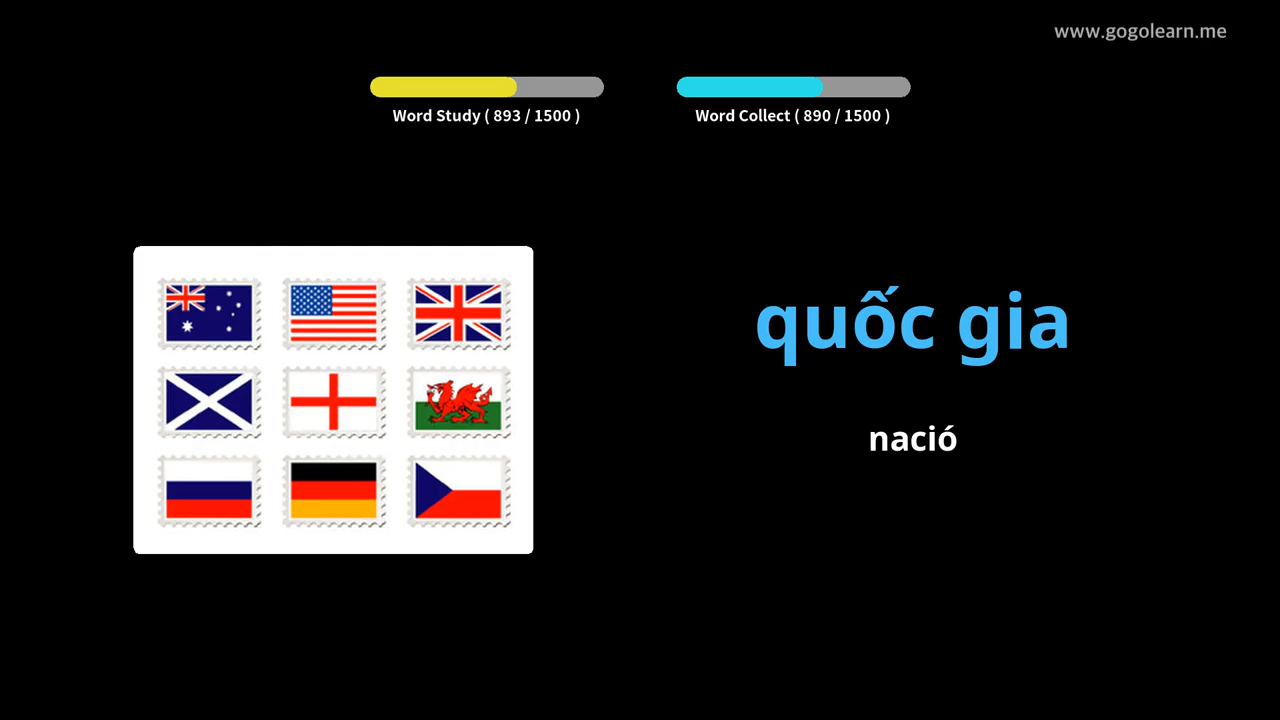 www.gogolearn.me
Word Study ( 893 / 1500 )
Word Collect ( 890 / 1500 )
quốc gia
nació